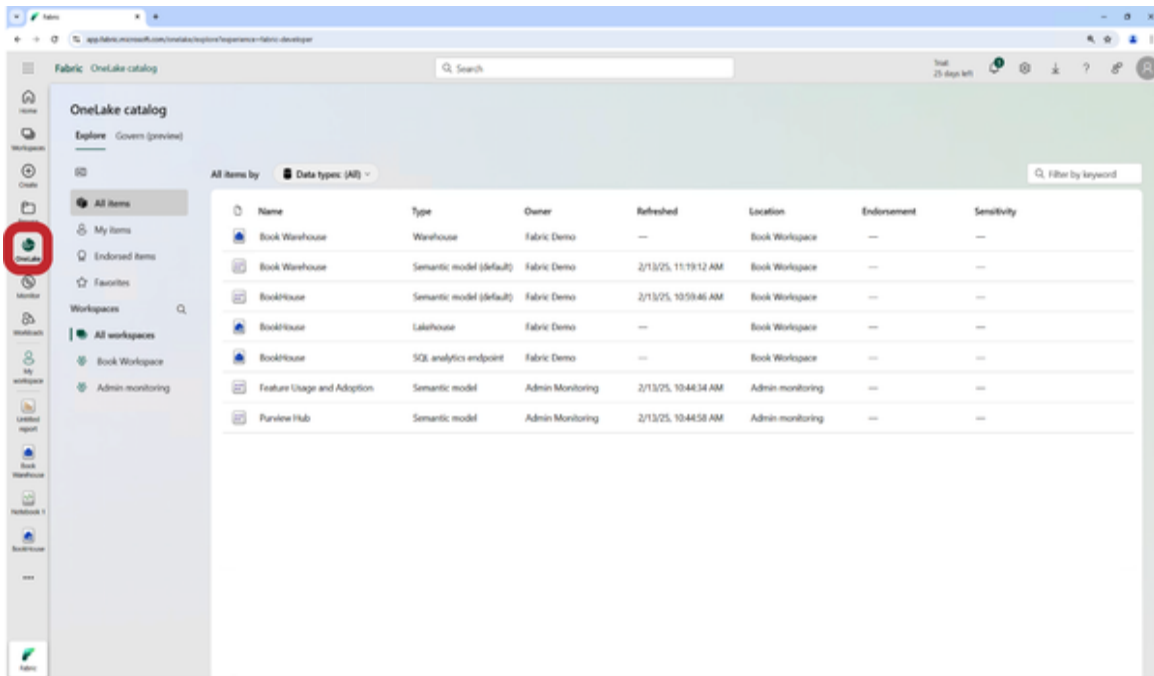 Fabric
app.fabric.microsoft.com/onelake/explore?experience=fabric-developer
Fabric OneLake catalog
Search
Trial
25 days left
Home
Workspaces
Create
OneLake
Monitor
Workloads
My
workspace
Untitled
report
Book
Warehouse
Notebook 1
BookHouse
Fabric
OneLake catalog
Explore Govern (preview)
All items
My items
Endorsed items
Favorites
Workspaces
All workspaces
Book Workspace
Admin monitoring
All items by Data types: (All) Filter by keyword
Name Type Owner Refreshed Location Endorsement Sensitivity
Book Warehouse Warehouse Fabric Demo — Book Workspace — —
Book Warehouse Semantic model (default) Fabric Demo 2/13/25, 11:19:12 AM Book Workspace — —
BookHouse Semantic model (default) Fabric Demo 2/13/25, 10:59:46 AM Book Workspace — —
BookHouse Lakehouse Fabric Demo — Book Workspace — —
BookHouse SQL analytics endpoint Fabric Demo — Book Workspace — —
Feature Usage and Adoption Semantic model Admin Monitoring 2/13/25, 10:44:34 AM Admin monitoring — —
Purview Hub Semantic model Admin Monitoring 2/13/25, 10:44:58 AM Admin monitoring — —